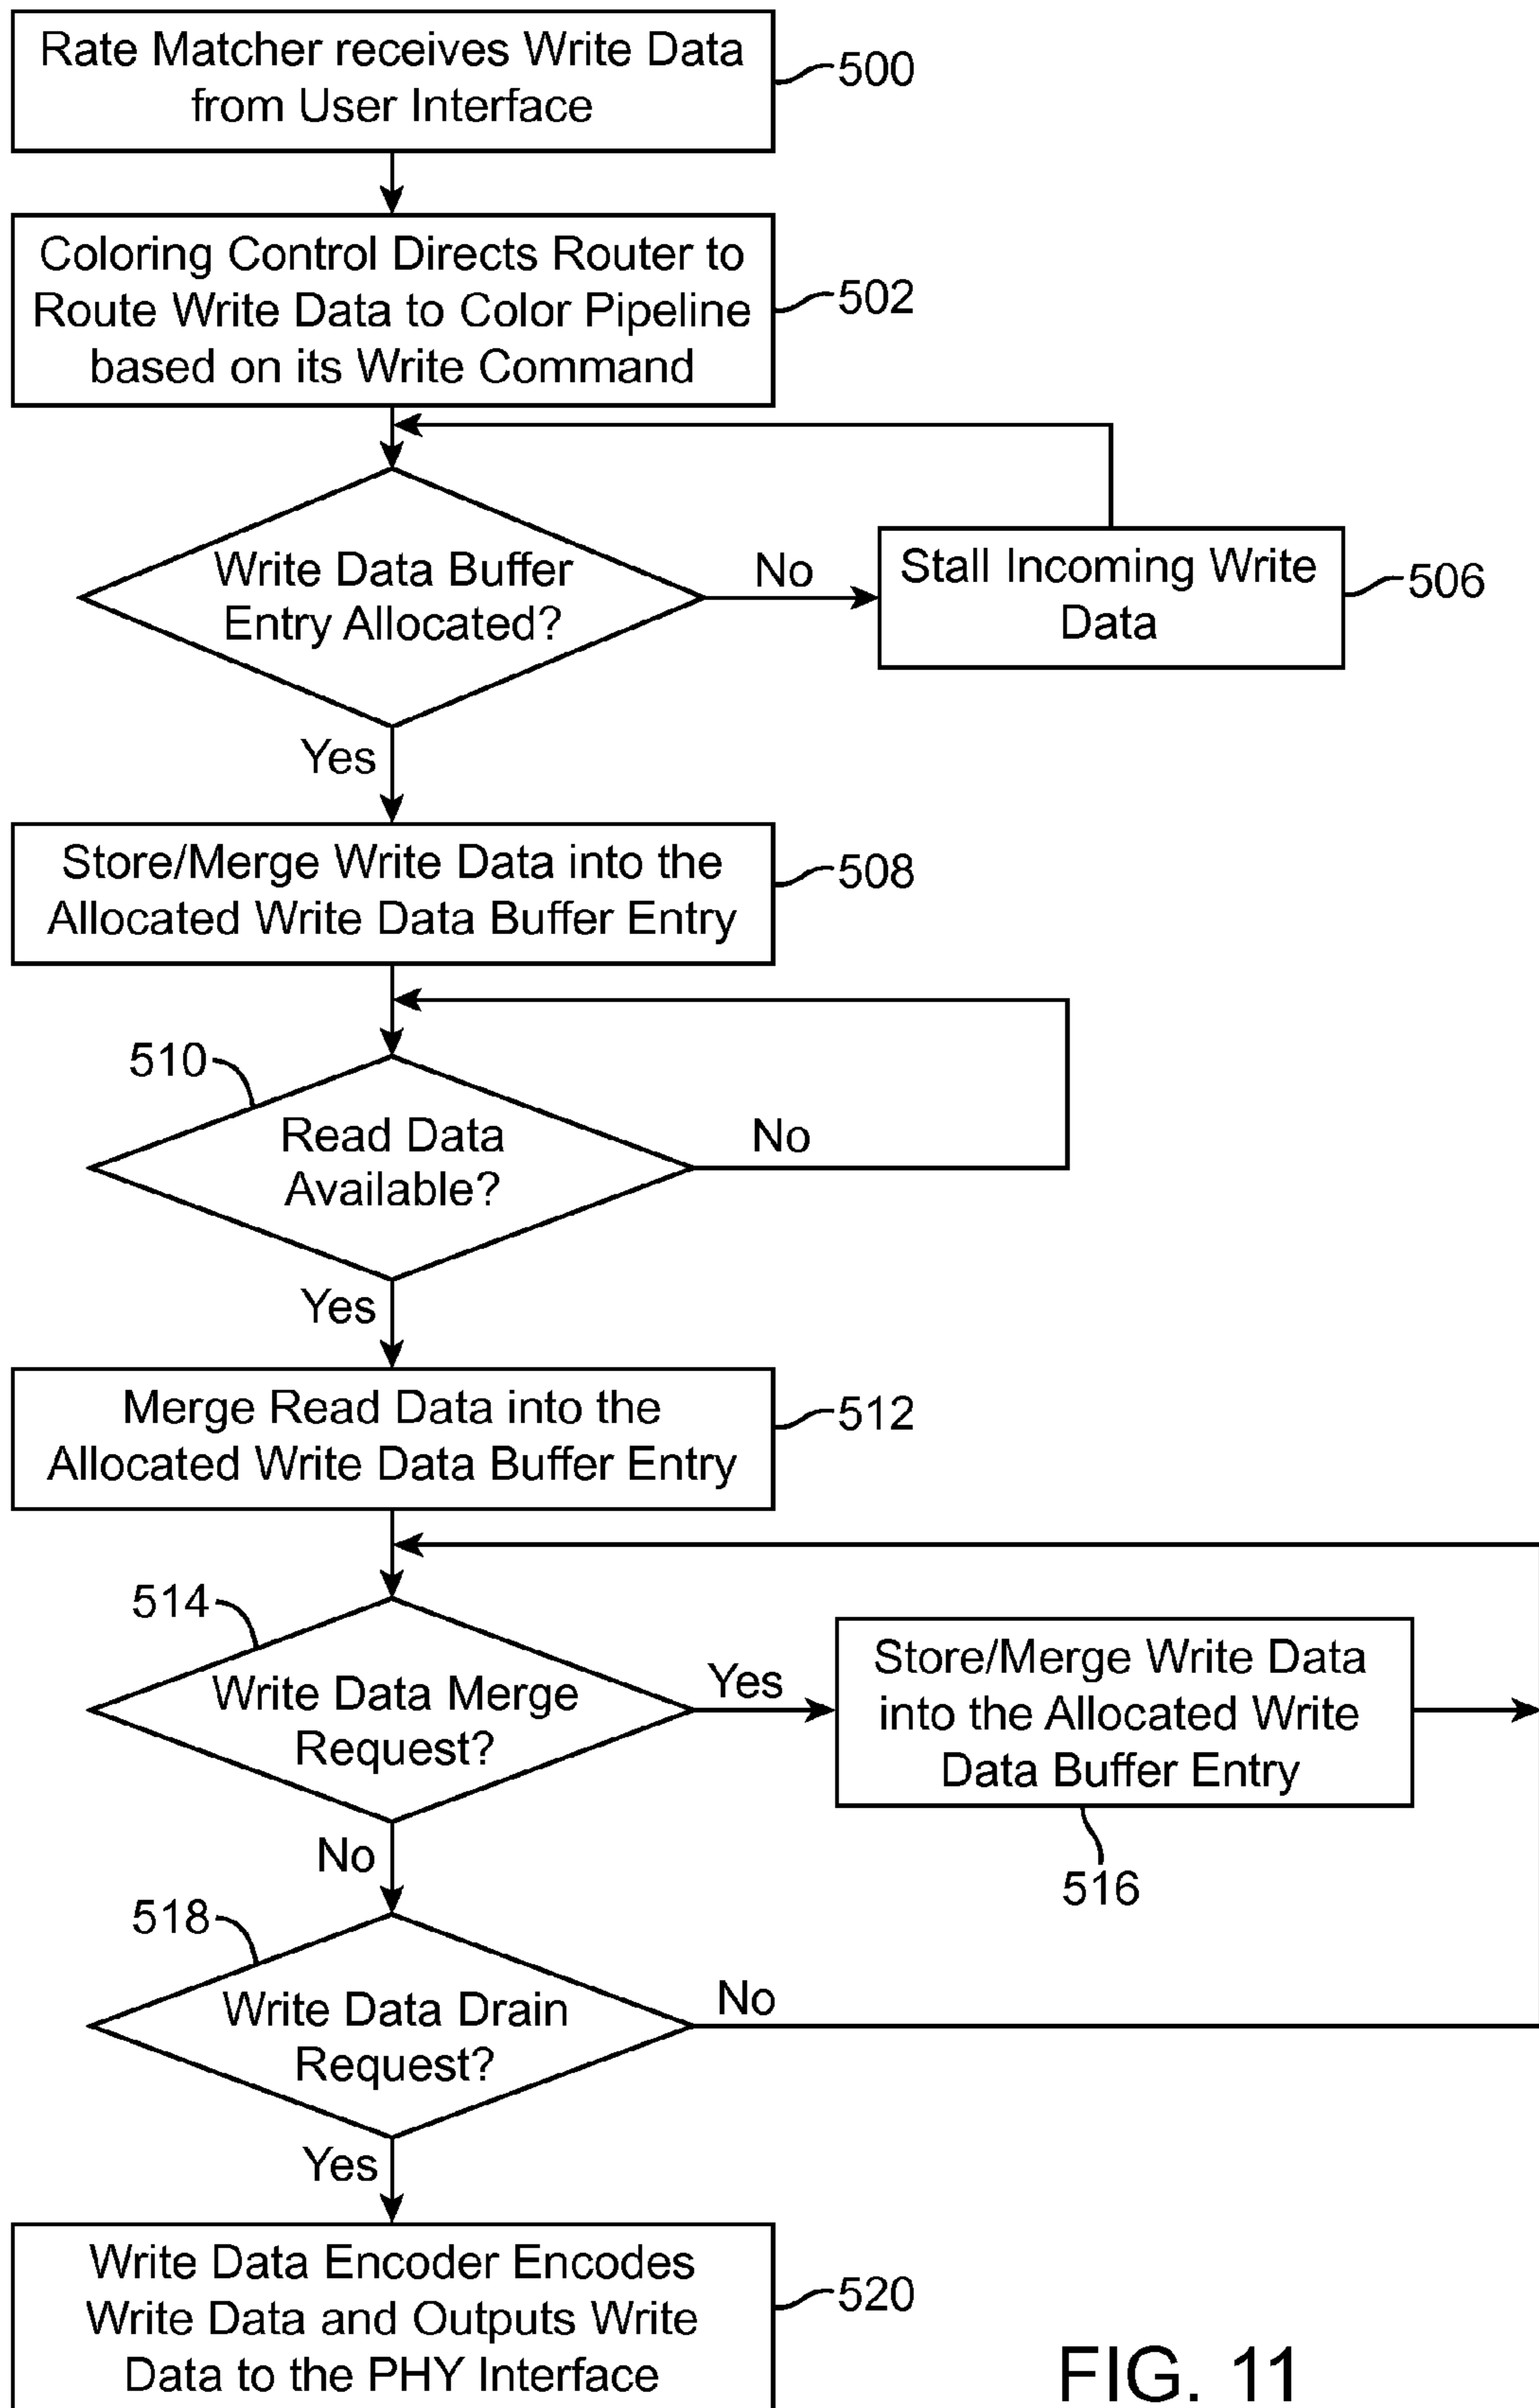 Rate Matcher receives Write Data
from User Interface
500
Coloring Control Directs Router to
Route Write Data to Color Pipeline
based on its Write Command
502
Write Data Buffer
Entry Allocated?
No
Stall Incoming Write
Data
506
Yes
Store/Merge Write Data into the
Allocated Write Data Buffer Entry
508
510
Read Data
Available?
No
Yes
Merge Read Data into the
Allocated Write Data Buffer Entry
512
514
Write Data Merge
Request?
Yes
Store/Merge Write Data
into the Allocated Write
Data Buffer Entry
516
No
518
Write Data Drain
Request?
No
Yes
Write Data Encoder Encodes
Write Data and Outputs Write
Data to the PHY Interface
520
FIG. 11